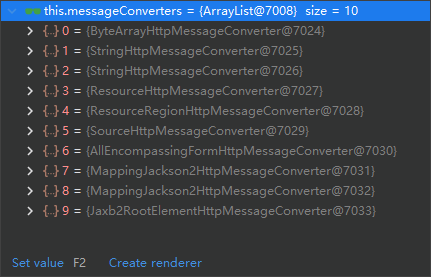 this.messageConverters = {ArrayList@7008} size = 10
{...} 0 = {ByteArrayHttpMessageConverter@7024}
{...} 1 = {StringHttpMessageConverter@7025}
{...} 2 = {StringHttpMessageConverter@7026}
{...} 3 = {ResourceHttpMessageConverter@7027}
{...} 4 = {ResourceRegionHttpMessageConverter@7028}
{...} 5 = {SourceHttpMessageConverter@7029}
{...} 6 = {AllEncompassingFormHttpMessageConverter@7030}
{...} 7 = {MappingJackson2HttpMessageConverter@7031}
{...} 8 = {MappingJackson2HttpMessageConverter@7032}
{...} 9 = {Jaxb2RootElementHttpMessageConverter@7033}
Set value F2 Create renderer